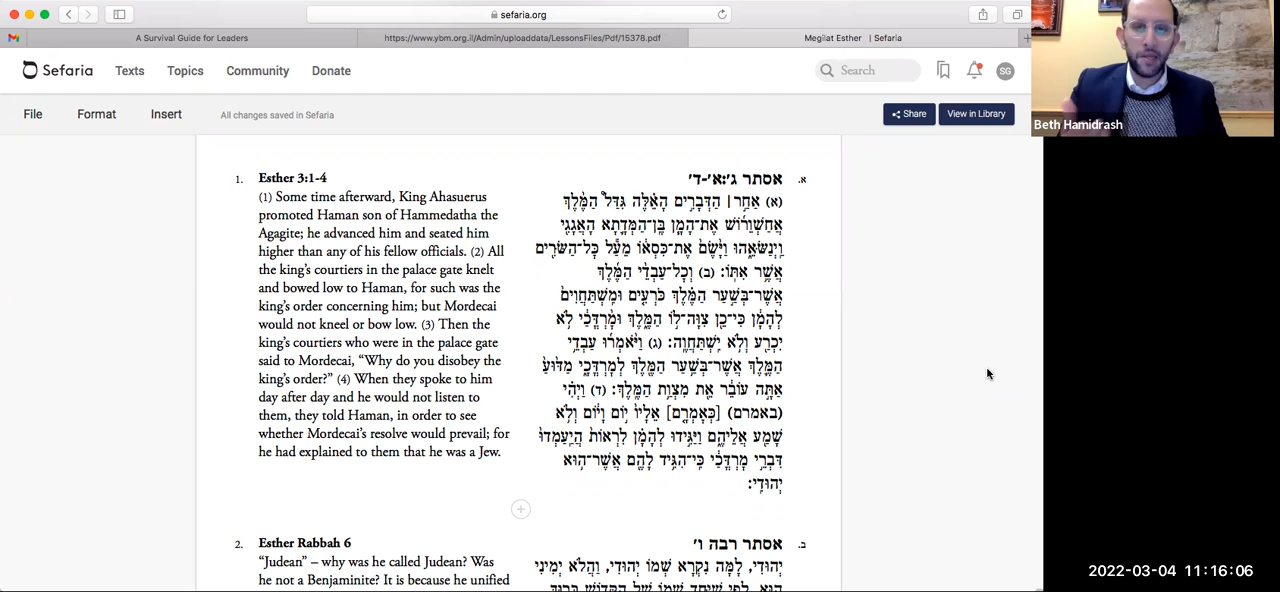 sefaria.org
A Survival Guide for Leaders
https://www.ybm.org.il/Admin/uploaddata/LessonsFiles/Pdf/15378.pdf
Megilat Esther | Sefaria
Sefaria
Texts
Topics
Community
Donate
Search
SG
File
Format
Insert
All changes saved in Sefaria
Share
View in Library
Beth Hamidrash
1.
Esther 3:1-4
(1) Some time afterward, King Ahasuerus
promoted Haman son of Hammedatha the
Agagite; he advanced him and seated him
higher than any of his fellow officials. (2) All
the king's courtiers in the palace gate knelt
and bowed low to Haman, for such was the
king's order concerning him; but Mordecai
would not kneel or bow low. (3) Then the
king's courtiers who were in the palace gate
said to Mordecai, “Why do you disobey the
king's order?” (4) When they spoke to him
day after day and he would not listen to
them, they told Haman, in order to see
whether Mordecai's resolve would prevail; for
he had explained to them that he was a Jew.
א.
אסתר ג׳:א׳-ד׳
(א) אַחַ֣ר ׀ הַדְּבָרִ֣ים הָאֵ֗לֶּה גִּדַּל֩ הַמֶּ֨לֶךְ
אֲחַשְׁוֵר֜וֹשׁ אֶת־הָמָ֧ן בֶּֽן־הַמְּדָ֛תָא הָאֲגָגִ֖י
וַֽיְנַשְּׂאֵ֑הוּ וַיָּ֙שֶׂם֙ אֶת־כִּסְא֔וֹ מֵעַ֕ל כׇּל־הַשָּׂרִ֖ים
אֲשֶׁ֥ר אִתּֽוֹ׃ (ב) וְכׇל־עַבְדֵ֨י הַמֶּ֜לֶךְ
אֲשֶׁר־בְּשַׁ֣עַר הַמֶּ֗לֶךְ כֹּרְעִ֤ים וּמִֽשְׁתַּחֲוִים֙
לְהָמָ֔ן כִּי־כֵ֖ן צִוָּה־ל֣וֹ הַמֶּ֑לֶךְ וּמׇ֨רְדֳּכַ֔י לֹ֥א
יִכְרַ֖ע וְלֹ֥א יִֽשְׁתַּחֲוֶֽה׃ (ג) וַיֹּ֨אמְר֜וּ עַבְדֵ֥י
הַמֶּ֛לֶךְ אֲשֶׁר־בְּשַׁ֥עַר הַמֶּ֖לֶךְ לְמׇרְדֳּכָ֑י מַדּ֙וּעַ֙
אַתָּ֣ה עוֹבֵ֔ר אֵ֖ת מִצְוַ֥ת הַמֶּֽלֶךְ׃ (ד) וַיְהִ֗י
(באמרם) [כְּאׇמְרָ֤ם] אֵלָיו֙ י֣וֹם וָי֔וֹם וְלֹ֥א
שָׁמַ֖ע אֲלֵיהֶ֑ם וַיַּגִּ֣ידוּ לְהָמָ֗ן לִרְאוֹת֙ הֲיַֽעַמְדוּ֙
דִּבְרֵ֣י מׇרְדֳּכַ֔י כִּֽי־הִגִּ֥יד לָהֶ֖ם אֲשֶׁר־ה֥וּא
יְהוּדִֽי׃
2.
Esther Rabbah 6
“Judean” – why was he called Judean? Was
he not a Benjaminite? It is because he unified
ב.
אסתר רבה ו׳
יְהוּדִי, לָמָּה נִקְרָא שְׁמוֹ יְהוּדִי, וַהֲלֹא יְמִינִי
הוּא, לְפִי שֶׁיִּחֵד שְׁמוֹ שֶׁל הַקָּדוֹשׁ בָּרוּךְ
2022-03-04 11:16:06